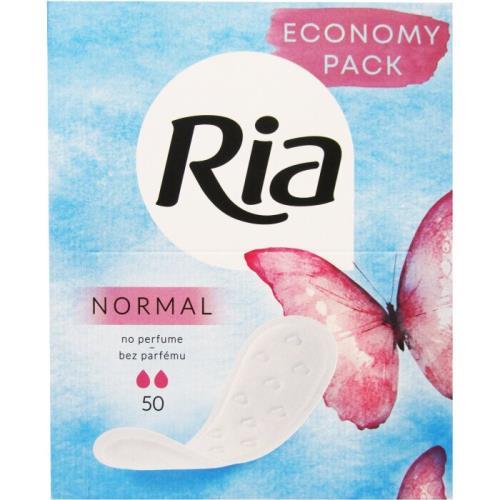 ECONOMY
PACK
Ria
NORMAL
no perfume
bez parfému
50